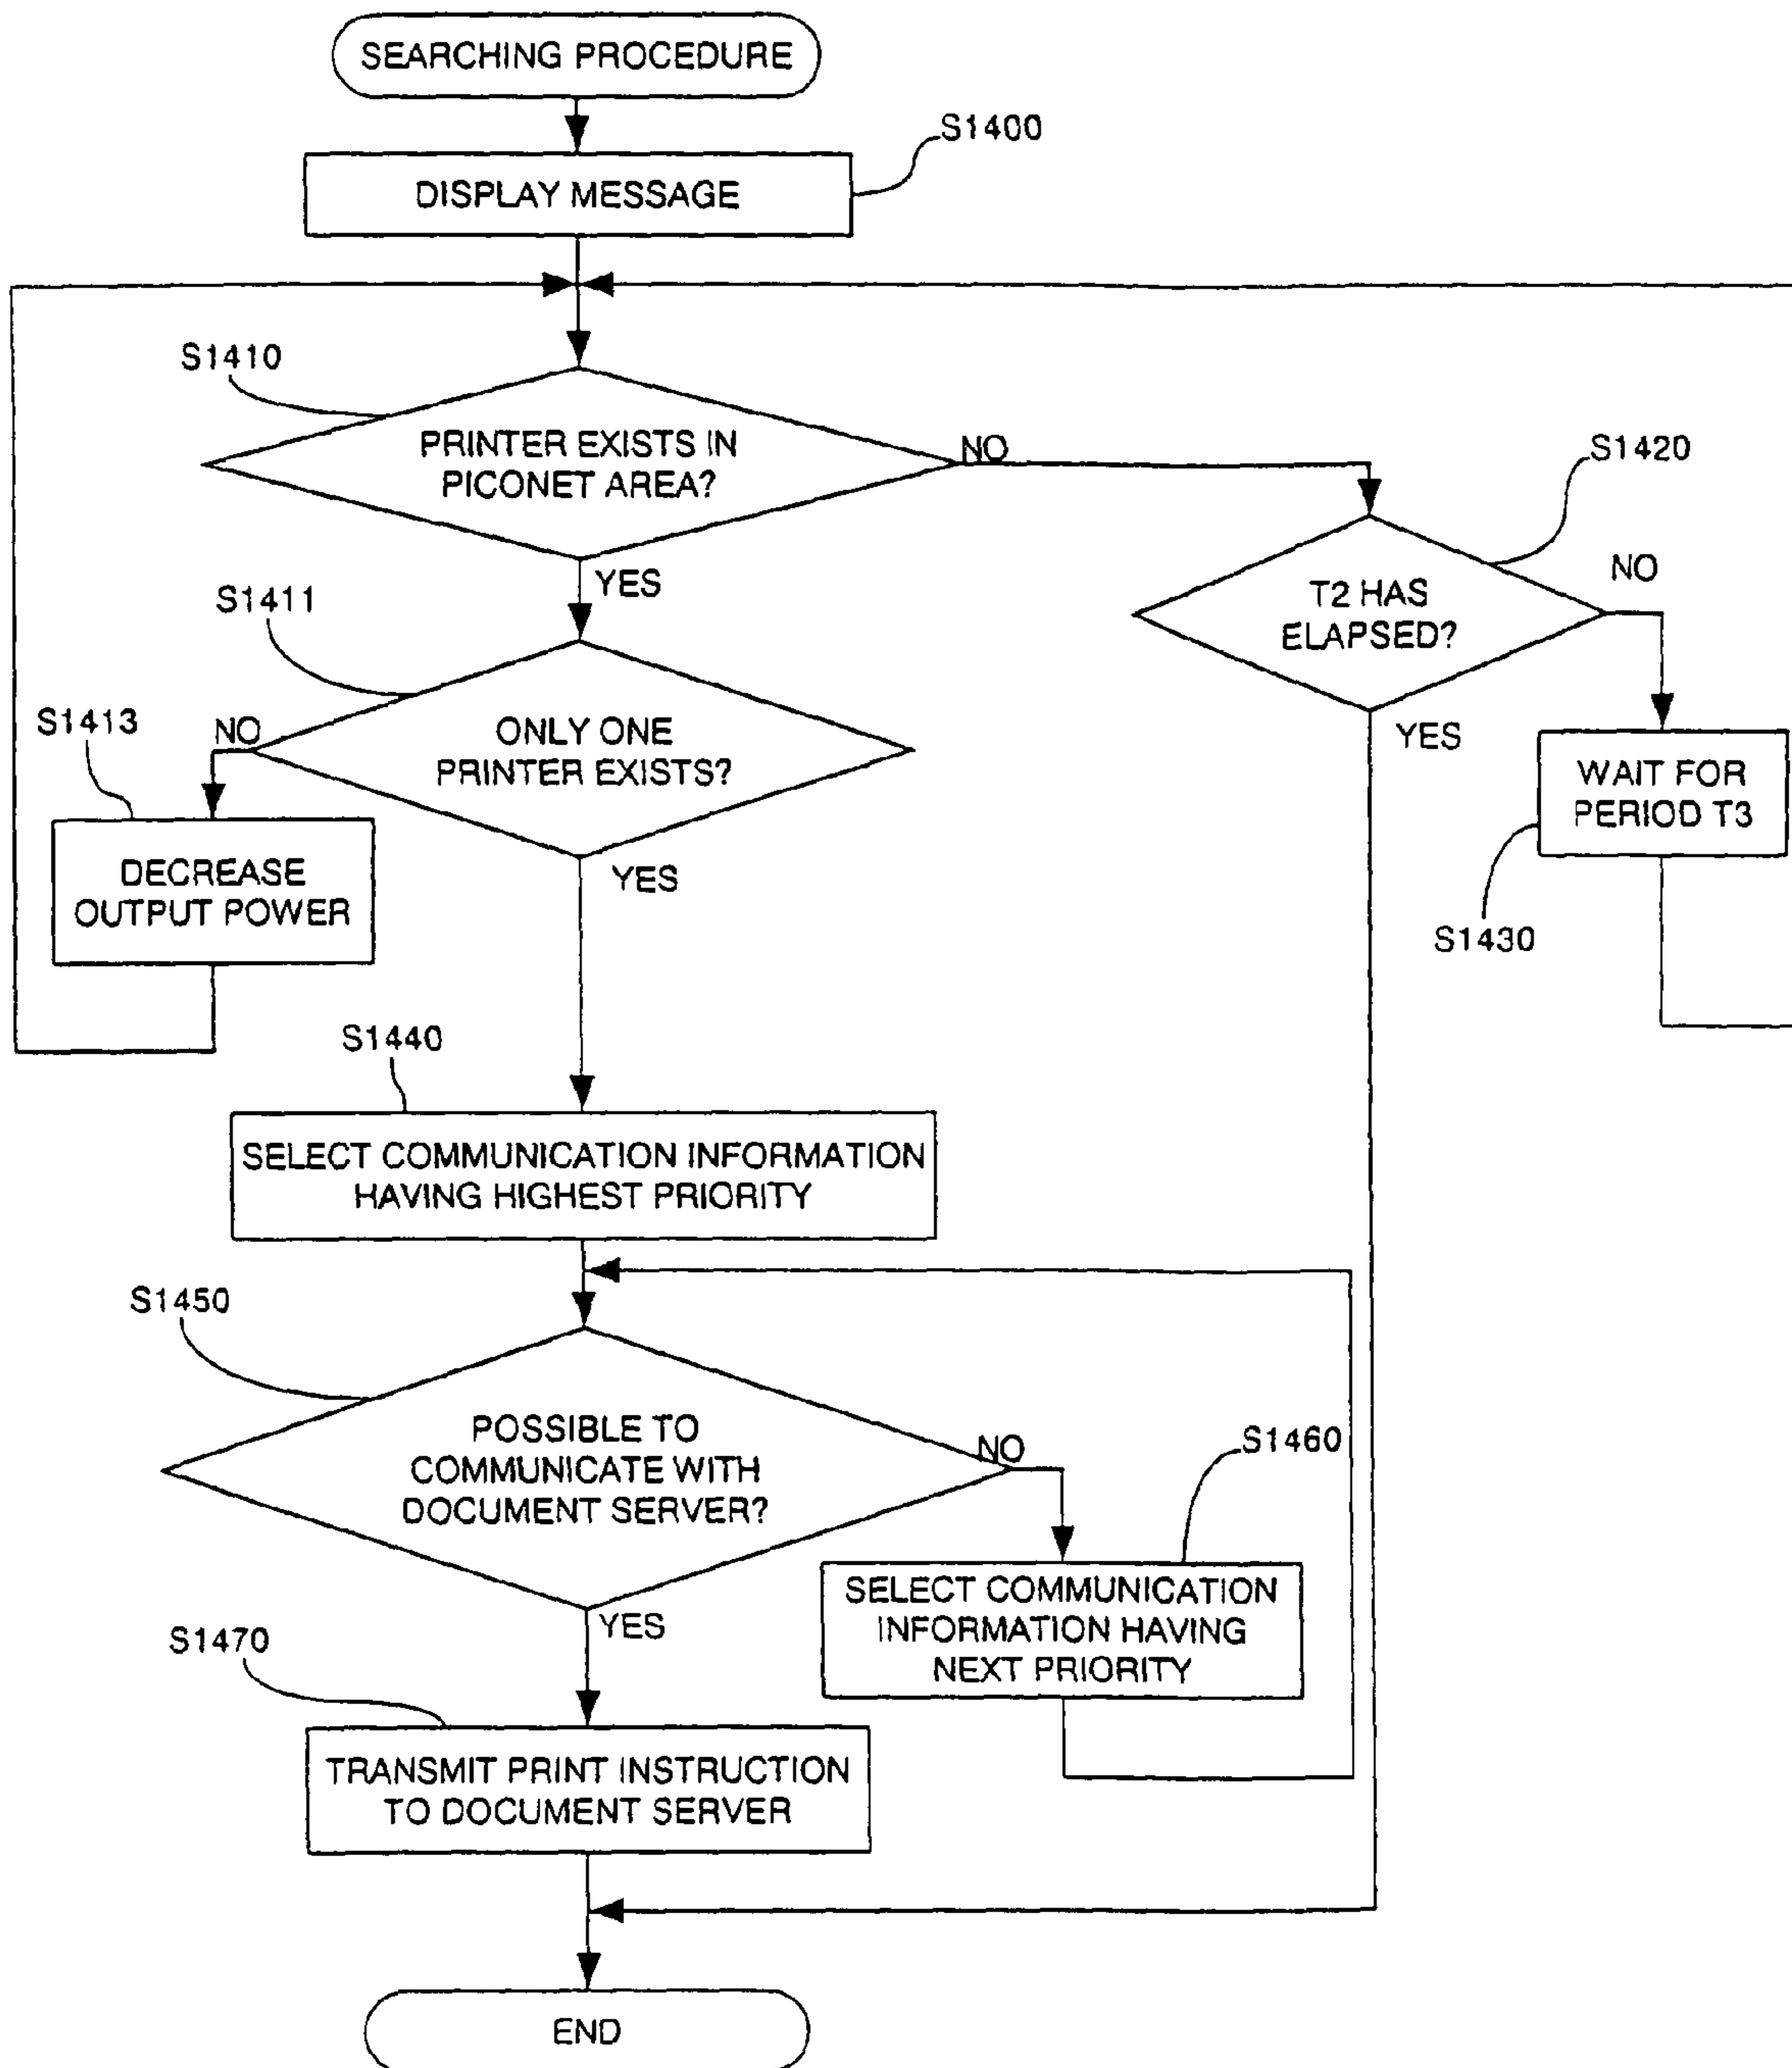 SEARCHING PROCEDURE
S1400
DISPLAY MESSAGE
S1410
PRINTER EXISTS IN
PICONET AREA?
NO
S1420
YES
T2 HAS
ELAPSED?
NO
S1411
S1413
NO
ONLY ONE
PRINTER EXISTS?
YES
WAIT FOR
PERIOD T3
DECREASE
OUTPUT POWER
YES
S1430
S1440
SELECT COMMUNICATION INFORMATION
HAVING HIGHEST PRIORITY
S1450
POSSIBLE TO
COMMUNICATE WITH
DOCUMENT SERVER?
NO
S1460
SELECT COMMUNICATION
INFORMATION HAVING
NEXT PRIORITY
YES
S1470
TRANSMIT PRINT INSTRUCTION
TO DOCUMENT SERVER
END